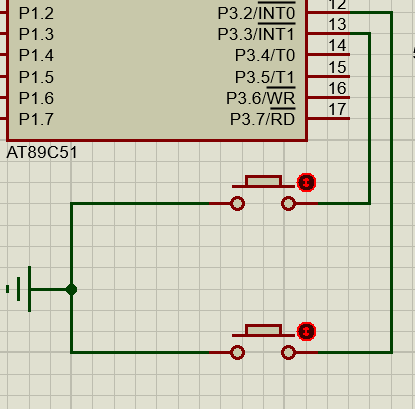 P1.2 P3.2/INT0 12
P1.3 P3.3/INT1 13
P1.4 P3.4/T0 14
P1.5 P3.5/T1 15
P1.6 P3.6/WR 16
P1.7 P3.7/RD 17
AT89C51